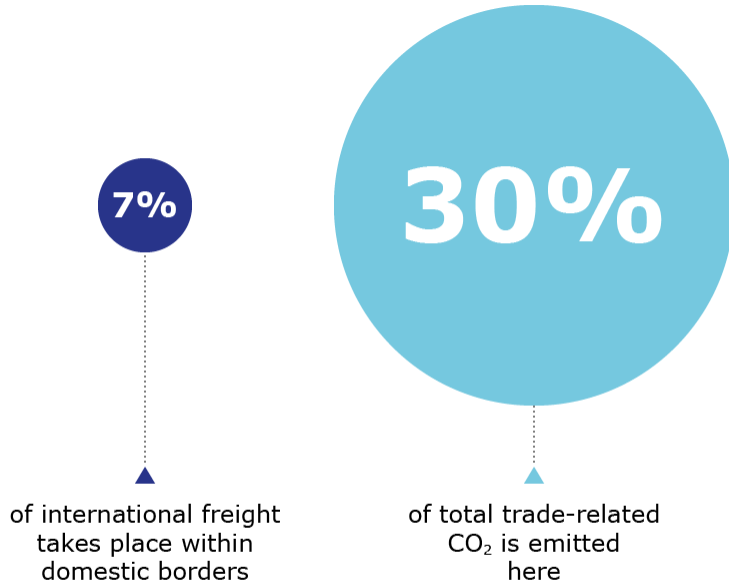 7%
30%
of international freight
takes place within
domestic borders
of total trade-related
CO₂ is emitted
here